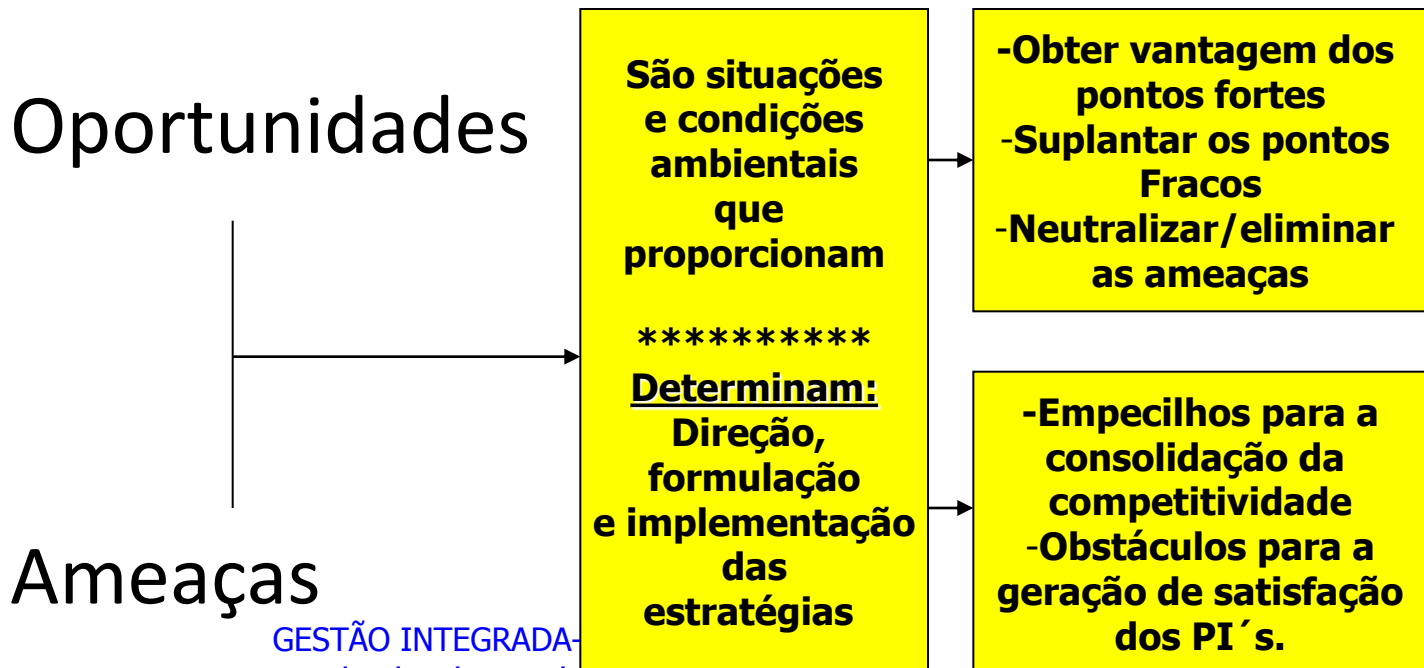 Oportunidades
Ameaças
São situações
e condições
ambientais
que
proporcionam
**********
Determinam:
Direção,
formulação
e implementação
das
estratégias
-Obter vantagem dos
pontos fortes
-Suplantar os pontos
Fracos
-Neutralizar/eliminar
as ameaças
-Empecilhos para a
consolidação da
competitividade
-Obstáculos para a
geração de satisfação
dos PI´s.
GESTÃO INTEGRADA-